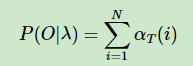 P(O|λ) = ∑_{i=1}^{N} α_T(i)